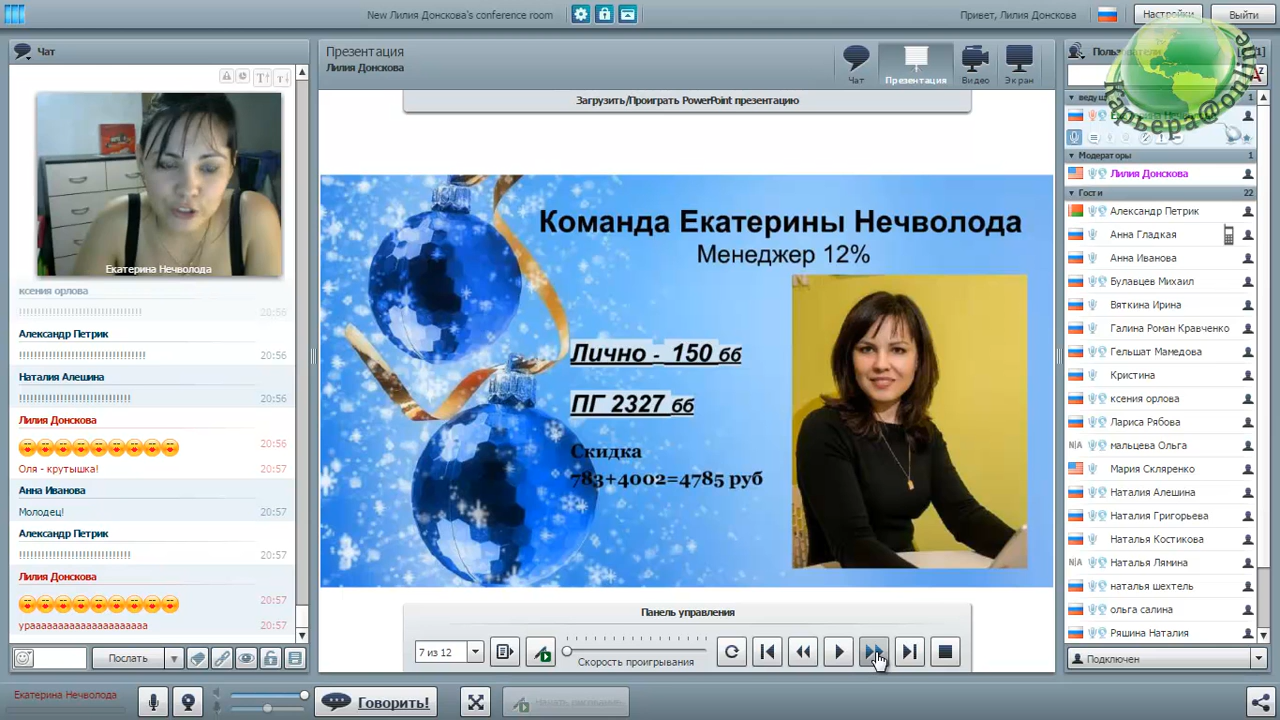 New Лилия Донскова's conference room
Привет, Лилия Донскова
Настройки
Выйти
Чат
ксения орлова
!!!!!!!!!!!!!!!!!!!!!!!!!!!!!!!!! 20:56
Александр Петрик
!!!!!!!!!!!!!!!!!!!!!!!!!!!!!!!!!! 20:56
Наталия Алешина
!!!!!!!!!!!!!!!!!!!!!!!!!!!!!! 20:56
Лилия Донскова
20:56
Оля - крутышка! 20:57
Анна Иванова
Молодец! 20:57
Александр Петрик
!!!!!!!!!!!!!!!!!!!!!!!!!!!!!! 20:57
Лилия Донскова
20:57
урааааааааааааааааааа 20:57
Екатерина Нечволода
Послать
Презентация
Лилия Донскова
Чат
Презентация
Видео
Экран
Загрузить/Проиграть PowerPoint презентацию
Команда Екатерины Нечволода
Менеджер 12%
Лично - 150 бб
ПГ 2327 бб
Скидка
783+4002=4785 руб
Панель управления
7 из 12
Скорость проигрывания
карьера@online
Модераторы 1
Лилия Донскова
Гости 22
Александр Петрик
Анна Гладкая
Анна Иванова
Булавцев Михаил
Вяткина Ирина
Галина Роман Кравченко
Гельшат Мамедова
Кристина
ксения орлова
Лариса Рябова
N/A мальцева Ольга
Мария Скляренко
Наталия Алешина
Наталия Григорьева
Наталья Костикова
N/A Наталья Лямина
наталья шехтель
ольга салина
Ряшина Наталия
Подключен
Екатерина Нечволода
Говорить!